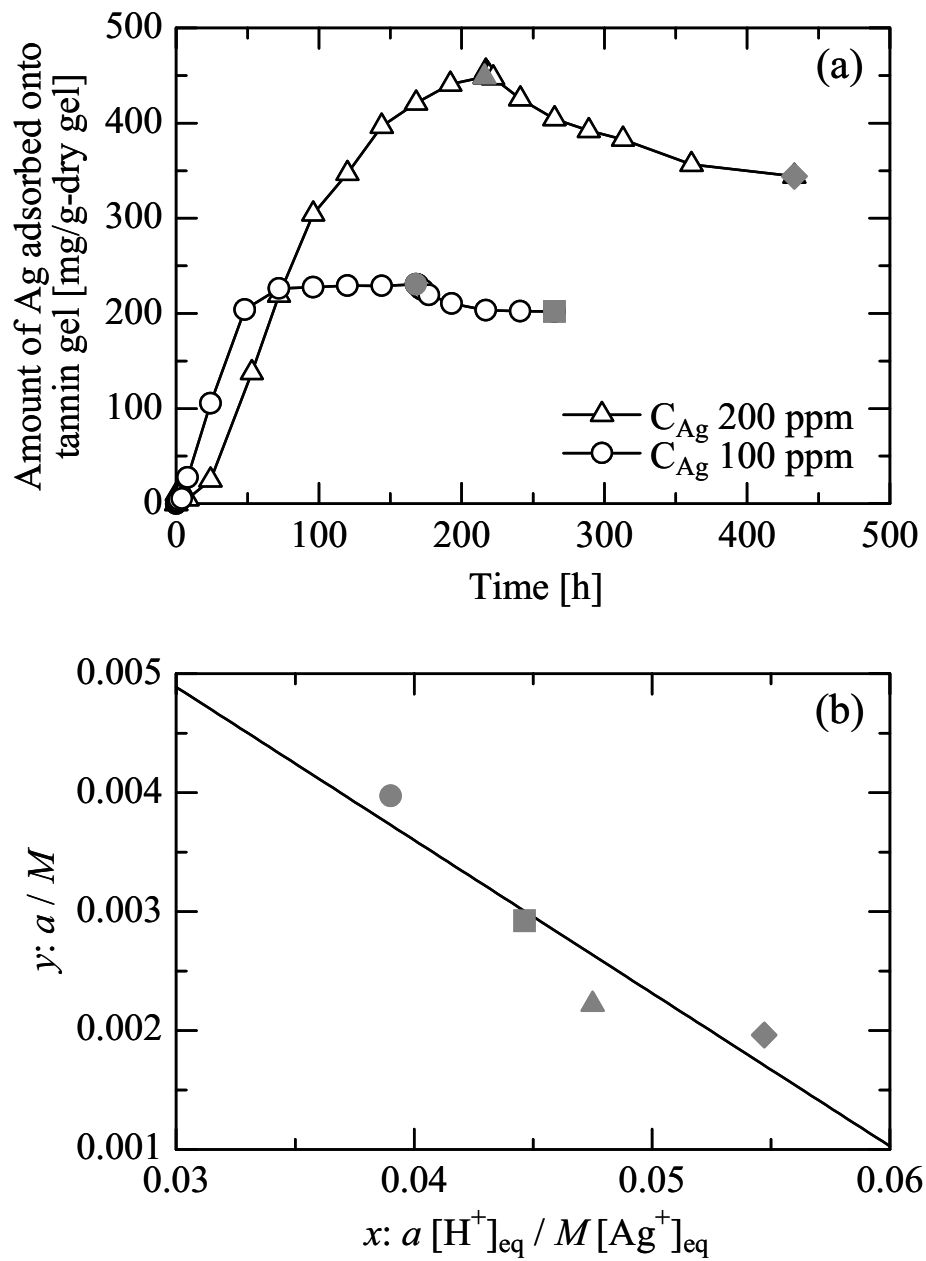 500
400
300
200
100
0
Amount of Ag adsorbed onto
tannin gel [mg/g-dry gel]
(a)
C_Ag 200 ppm
C_Ag 100 ppm
0 100 200 300 400 500
Time [h]
0.005
0.004
0.003
0.002
0.001
y: a / M
(b)
0.03 0.04 0.05 0.06
x: a [H⁺]eq / M [Ag⁺]eq